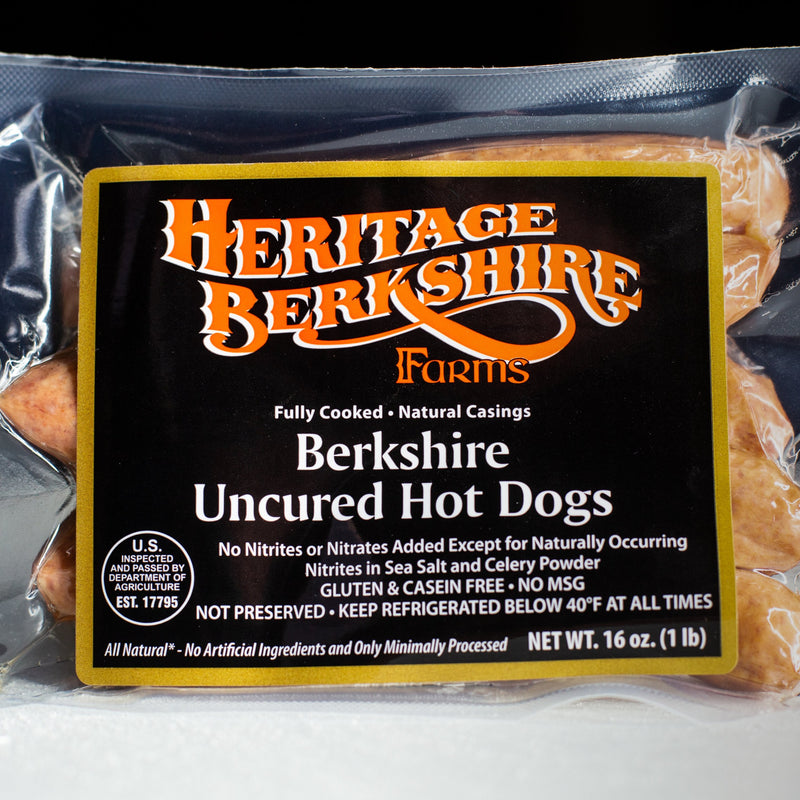 HERITAGE
BERKSHIRE
FARMS
Fully Cooked • Natural Casings
Berkshire
Uncured Hot Dogs
No Nitrites or Nitrates Added Except for Naturally Occurring
Nitrites in Sea Salt and Celery Powder
GLUTEN & CASEIN FREE • NO MSG
NOT PRESERVED • KEEP REFRIGERATED BELOW 40°F AT ALL TIMES
U.S.
INSPECTED
AND PASSED BY
DEPARTMENT OF
AGRICULTURE
EST. 17795
All Natural* - No Artificial Ingredients and Only Minimally Processed
NET WT. 16 oz. (1 lb)